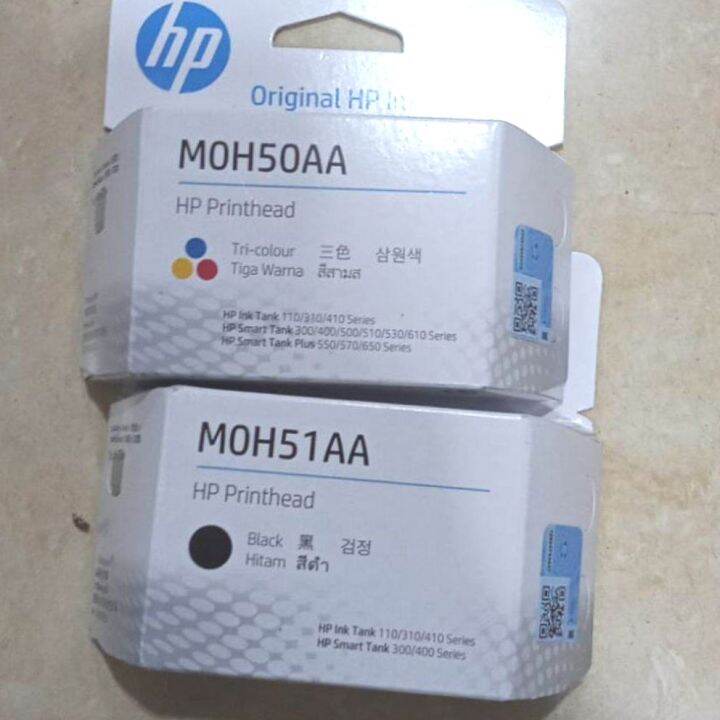 hp
Original HP In
M0H50AA
HP Printhead
Tri-colour 三色 삼원색
Tiga Warna สีสามส
HP Ink Tank 110/310/410 Series
HP Smart Tank 300/400/500/510/530/610 Series
HP Smart Tank Plus 550/570/650 Series
M0H51AA
HP Printhead
Black 黑 검정
Hitam สีดำ
HP Ink Tank 110/310/410 Series
HP Smart Tank 300/400 Series